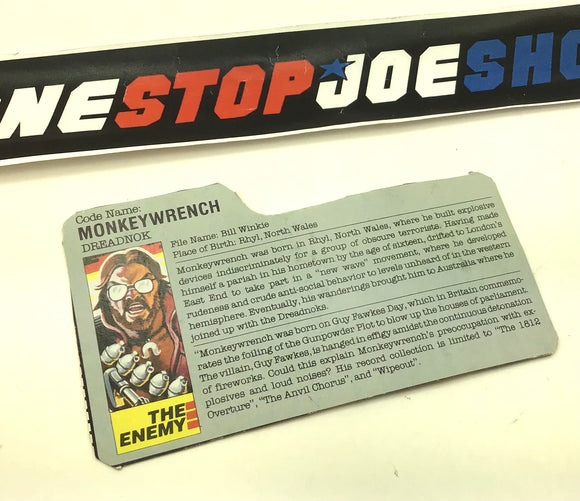 NESTOPJOESHO
Code Name:
MONKEYWRENCH
DREADNOK
File Name: Bill Winkie
Place of Birth: Rhyl, North Wales
Monkeywrench was born in Rhyl, North Wales, where he built explosive
devices indiscriminately for a group of obscure terrorists. Having made
himself a pariah in his hometown by the age of sixteen, drifted to London's
East End to take part in a "new wave" movement, where he developed
rudeness and crude anti-social behavior to levels unheard of in the western
hemisphere. Eventually, his wanderings brought him to Australia where he
joined up with the Dreadnoks.
"Monkeywrench was born on Guy Fawkes Day, which in Britain commemo-
rates the foiling of the Gunpowder Plot to blow up the houses of parliament.
The villain, Guy Fawkes, is hanged in effigy amidst the continuous detonation
of fireworks. Could this explain Monkeywrench's preoccupation with ex-
plosives and loud noises? His record collection is limited to "The 1812
Overture", "The Anvil Chorus", and "Wipeout".
THE
ENEMY